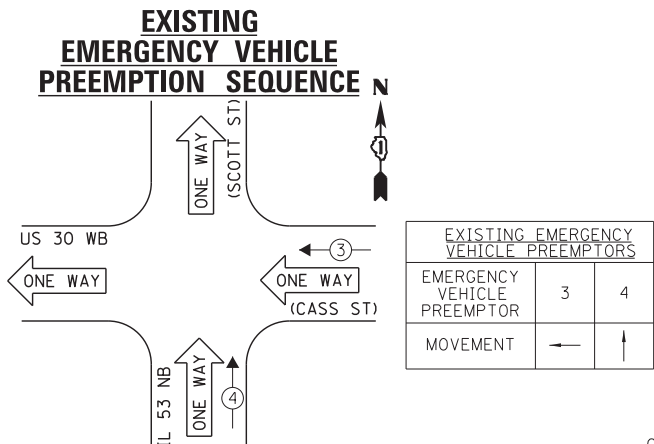 EXISTING
EMERGENCY VEHICLE
PREEMPTION SEQUENCE
N
ONE WAY
(SCOTT ST)
US 30 WB
3
ONE WAY
ONE WAY
(CASS ST)
IL 53 NB
ONE WAY
4
EXISTING EMERGENCY
VEHICLE PREEMPTORS
EMERGENCY
VEHICLE
PREEMPTOR
3
4
MOVEMENT